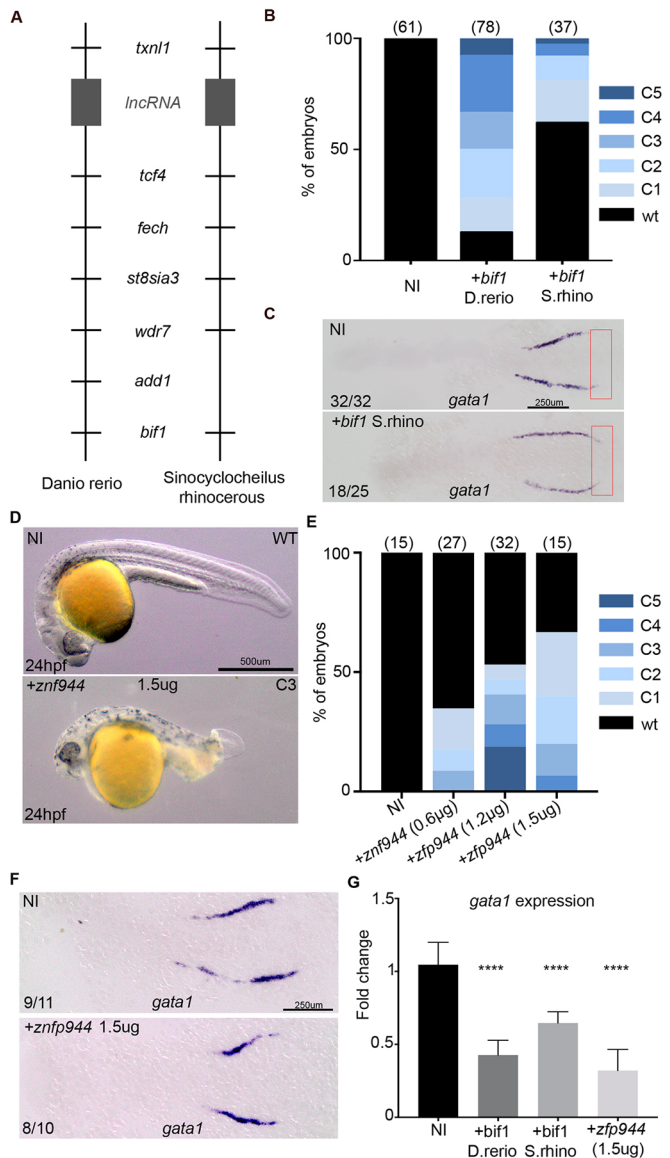 A
txnl1
lncRNA
tcf4
fech
st8sia3
wdr7
add1
bif1
Danio rerio
Sinocyclocheilus
rhinocerous
B
(61) (78) (37)
100
50
0
% of embryos
NI
+bif1
D.rerio
+bif1
S.rhino
C5
C4
C3
C2
C1
wt
C
NI
32/32
gata1
250um
+bif1 S.rhino
18/25
gata1
D
NI
WT
24hpf
500um
+znf944 1.5ug
C3
24hpf
E
(15) (27) (32) (15)
100
50
0
% of embryos
NI
+znf944 (0.6µg)
+zfp944 (1.2µg)
+zfp944 (1.5ug)
C5
C4
C3
C2
C1
wt
F
NI
9/11
gata1
250um
+znfp944 1.5ug
8/10
gata1
G
gata1 expression
1.5
1
0.5
0
Fold change
**** **** ****
NI
+bif1
D.rerio
+bif1
S.rhino
+zfp944
(1.5ug)